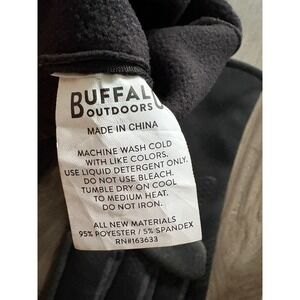 BUFFALO
OUTDOORS
MADE IN CHINA
MACHINE WASH COLD
WITH LIKE COLORS.
USE LIQUID DETERGENT ONLY.
DO NOT USE BLEACH.
TUMBLE DRY ON COOL
TO MEDIUM HEAT.
DO NOT IRON.
ALL NEW MATERIALS
95% POLYESTER / 5% SPANDEX
RN#163633